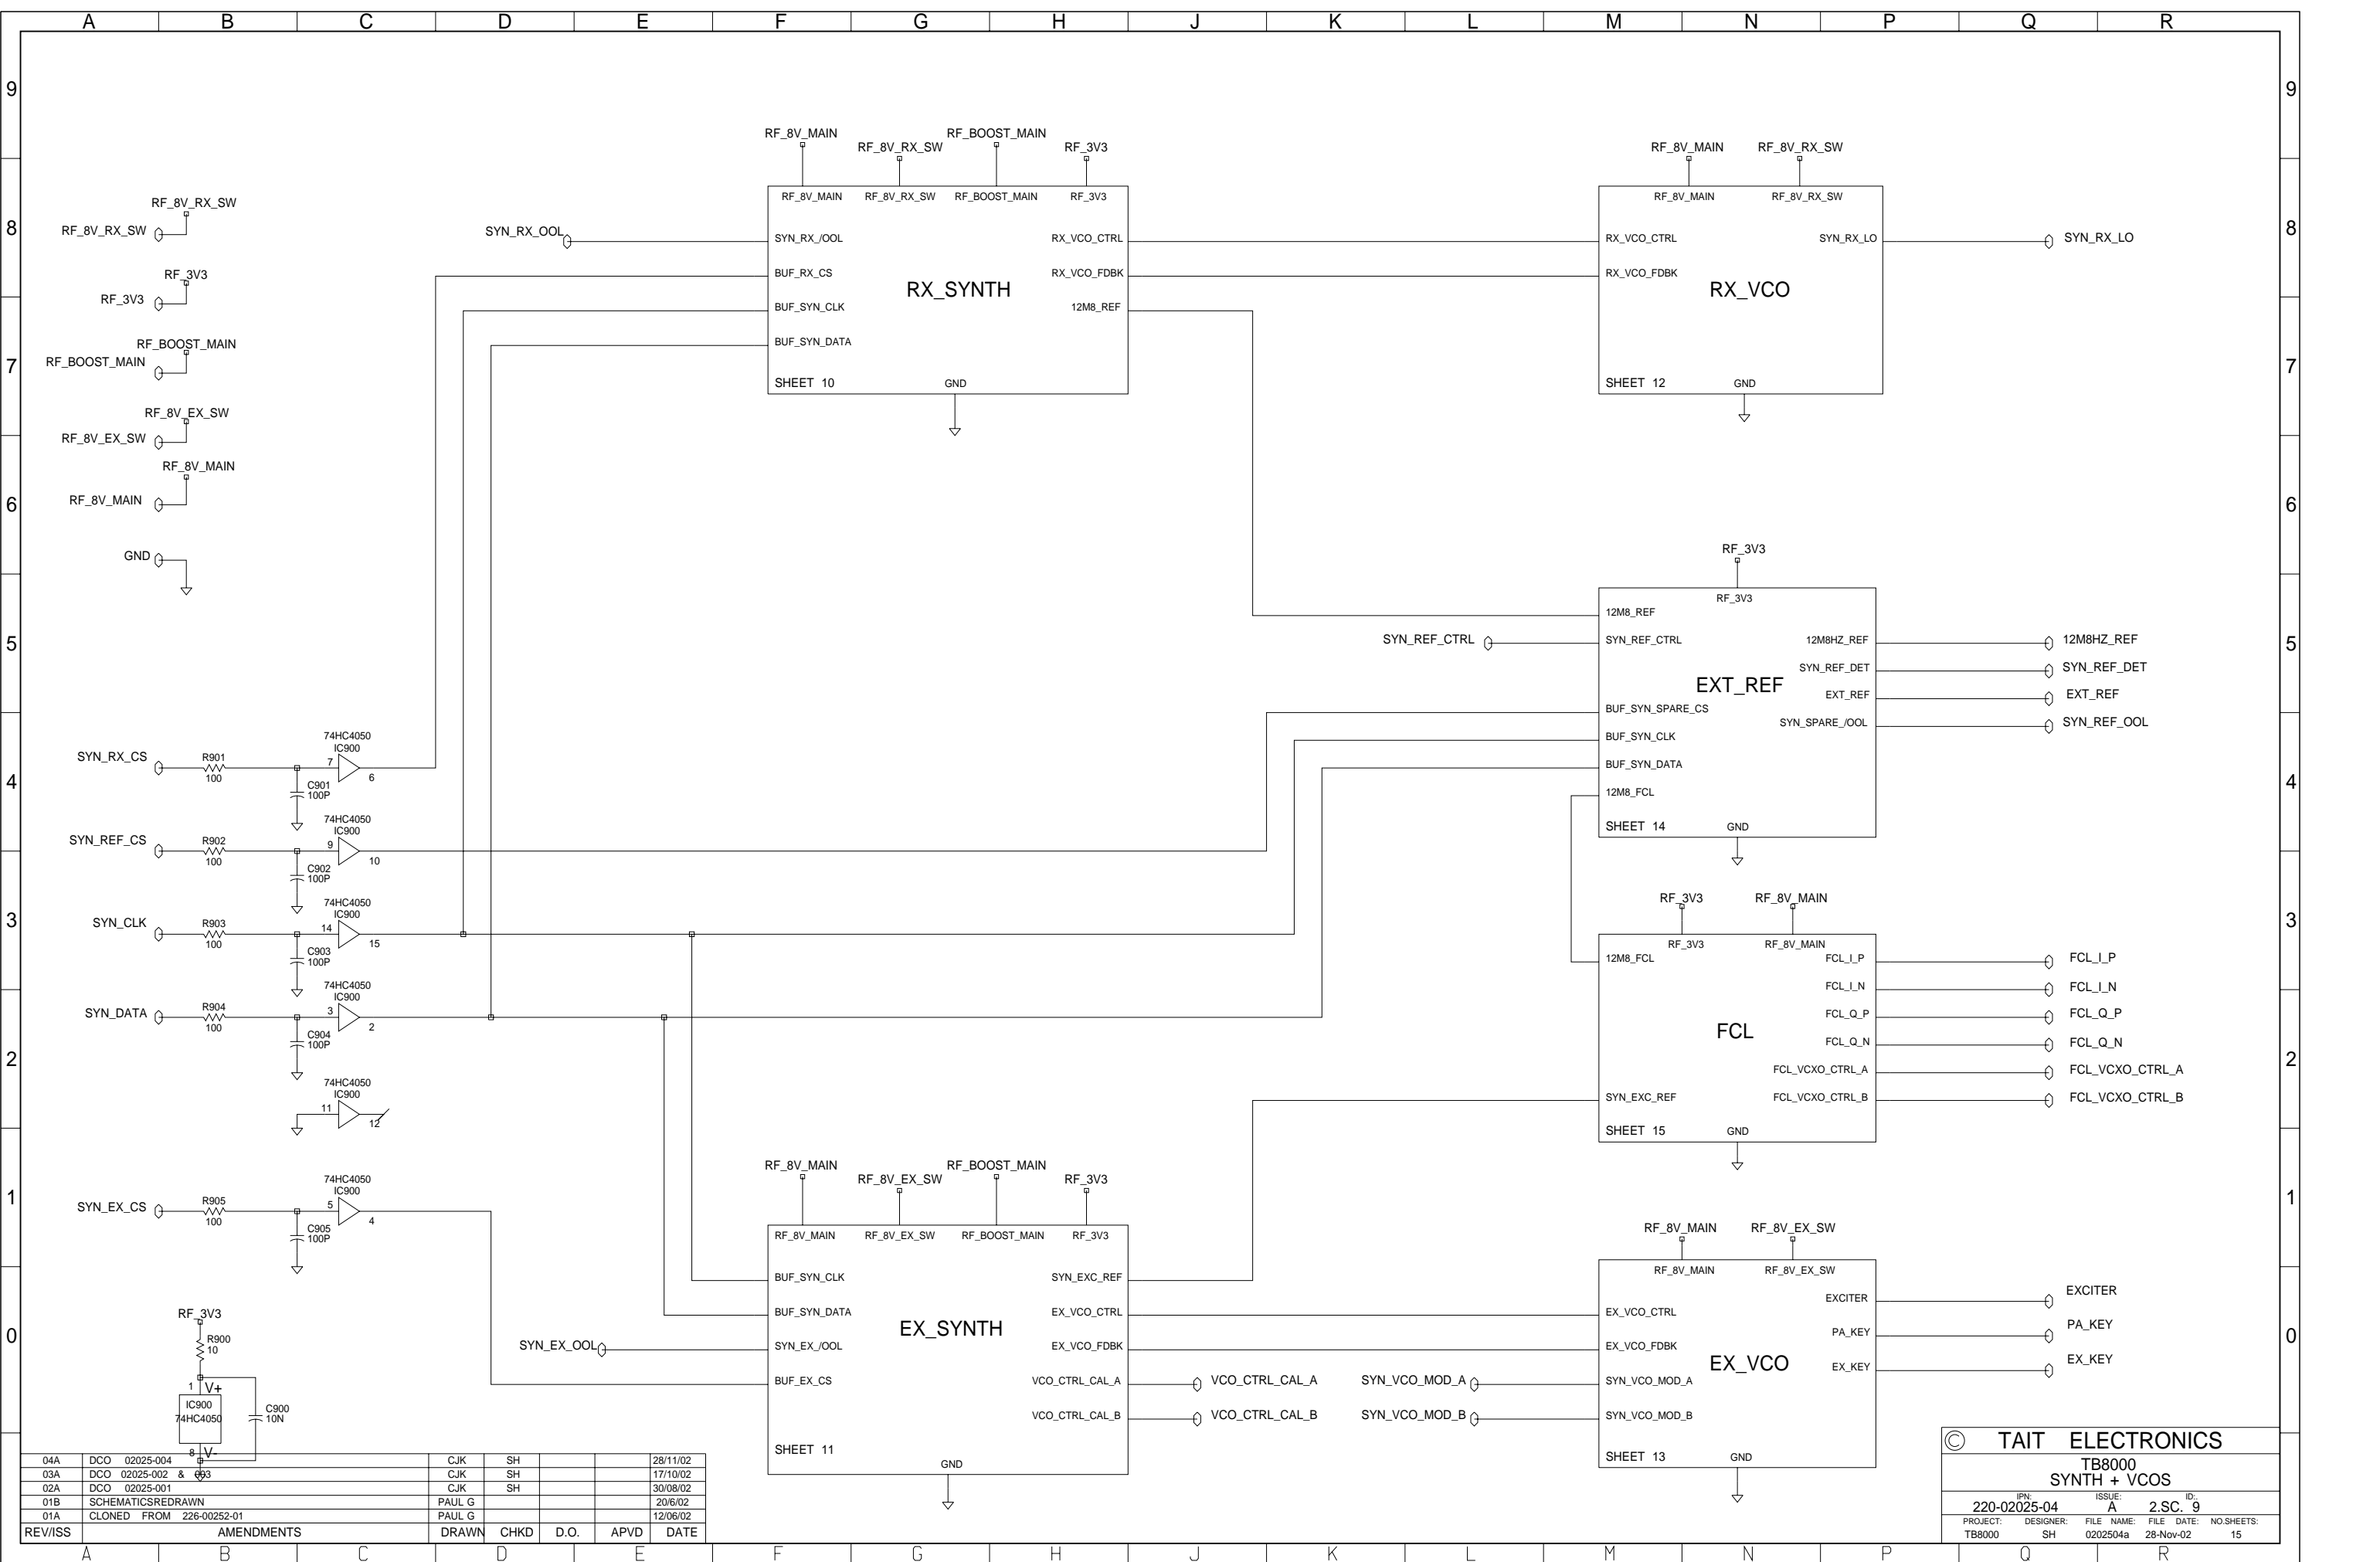 A B C D E F G H J K L M N P Q R
9 9
8 8
7 7
6 6
5 5
4 4
3 3
2 2
1 1
0 0
RF_8V_RX_SW
RF_8V_RX_SW
RF_3V3
RF_3V3
RF_BOOST_MAIN
RF_BOOST_MAIN
RF_8V_EX_SW
RF_8V_EX_SW
RF_8V_MAIN
RF_8V_MAIN
GND
RF_8V_MAIN RF_8V_RX_SW RF_BOOST_MAIN RF_3V3
RF_8V_MAIN RF_8V_RX_SW RF_BOOST_MAIN RF_3V3
SYN_RX_OOL
SYN_RX_/OOL RX_VCO_CTRL
BUF_RX_CS RX_VCO_FDBK
RX_SYNTH
BUF_SYN_CLK 12M8_REF
BUF_SYN_DATA
SHEET 10 GND
RF_8V_MAIN RF_8V_RX_SW
RF_8V_MAIN RF_8V_RX_SW
RX_VCO_CTRL SYN_RX_LO
SYN_RX_LO
RX_VCO_FDBK
RX_VCO
SHEET 12 GND
RF_3V3
RF_3V3
12M8_REF
SYN_REF_CTRL
SYN_REF_CTRL 12M8HZ_REF
12M8HZ_REF
SYN_REF_DET
SYN_REF_DET
EXT_REF
EXT_REF
EXT_REF
BUF_SYN_SPARE_CS
SYN_SPARE_/OOL
SYN_REF_OOL
BUF_SYN_CLK
BUF_SYN_DATA
12M8_FCL
SHEET 14 GND
SYN_RX_CS
R901
100
C901
100P
74HC4050
IC900
7 6
SYN_REF_CS
R902
100
C902
100P
74HC4050
IC900
9 10
SYN_CLK
R903
100
C903
100P
74HC4050
IC900
14 15
SYN_DATA
R904
100
C904
100P
74HC4050
IC900
3 2
74HC4050
IC900
11 12
SYN_EX_CS
R905
100
C905
100P
74HC4050
IC900
5 4
RF_3V3 RF_8V_MAIN
RF_3V3 RF_8V_MAIN
12M8_FCL
FCL_I_P FCL_I_P
FCL_I_N FCL_I_N
FCL_Q_P FCL_Q_P
FCL
FCL_Q_N FCL_Q_N
FCL_VCXO_CTRL_A FCL_VCXO_CTRL_A
SYN_EXC_REF FCL_VCXO_CTRL_B FCL_VCXO_CTRL_B
SHEET 15 GND
RF_8V_MAIN RF_8V_EX_SW RF_BOOST_MAIN RF_3V3
RF_8V_MAIN RF_8V_EX_SW RF_BOOST_MAIN RF_3V3
BUF_SYN_CLK SYN_EXC_REF
BUF_SYN_DATA EX_VCO_CTRL
EX_SYNTH
SYN_EX_OOL
SYN_EX_/OOL EX_VCO_FDBK
BUF_EX_CS VCO_CTRL_CAL_A
VCO_CTRL_CAL_B
SHEET 11 GND
VCO_CTRL_CAL_A
VCO_CTRL_CAL_B
SYN_VCO_MOD_A
SYN_VCO_MOD_B
RF_8V_MAIN RF_8V_EX_SW
RF_8V_MAIN RF_8V_EX_SW
EXCITER EXCITER
EX_VCO_CTRL
PA_KEY PA_KEY
EX_VCO_FDBK
EX_VCO
EX_KEY EX_KEY
SYN_VCO_MOD_A
SYN_VCO_MOD_B
SHEET 13 GND
RF_3V3
R900
10
1 V+
IC900
74HC4050
8 V-
C900
10N
04A DCO 02025-004 CJK SH 28/11/02
03A DCO 02025-002 & 003 CJK SH 17/10/02
02A DCO 02025-001 CJK SH 30/08/02
01B SCHEMATICSREDRAWN PAUL G 20/6/02
01A CLONED FROM 226-00252-01 PAUL G 12/06/02
REV/ISS AMENDMENTS DRAWN CHKD D.O. APVD DATE
© TAIT ELECTRONICS
TB8000
SYNTH + VCOS
IPN: ISSUE: ID:
220-02025-04 A 2.SC. 9
PROJECT: DESIGNER: FILE NAME: FILE DATE: NO.SHEETS:
TB8000 SH 0202504a 28-Nov-02 15
A B C D E F G H J K L M N P Q R